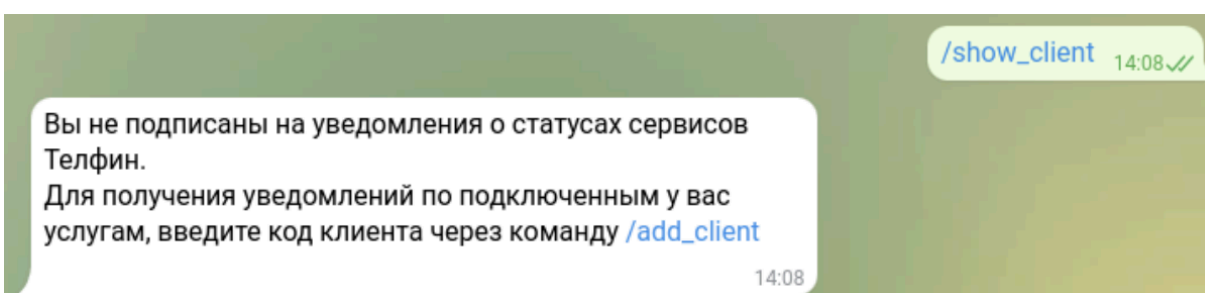 /show_client 14:08
Вы не подписаны на уведомления о статусах сервисов
Телфин.
Для получения уведомлений по подключенным у вас
услугам, введите код клиента через команду /add_client
14:08